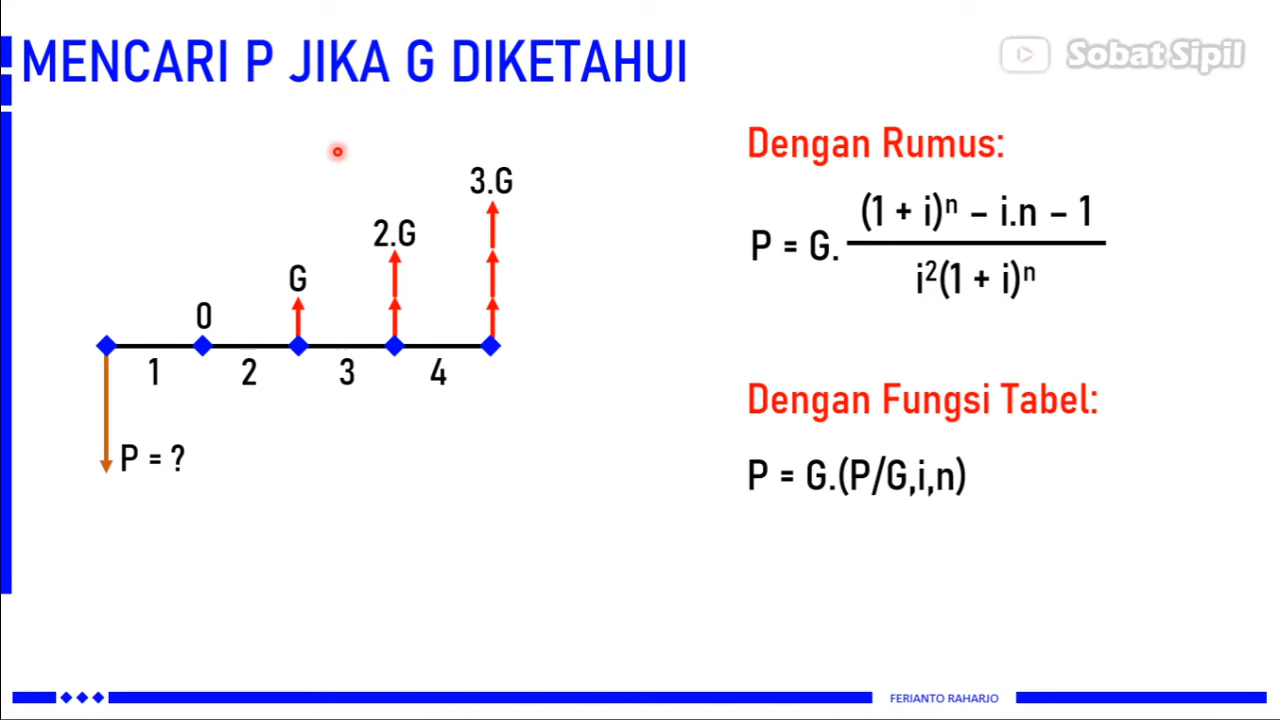 MENCARI P JIKA G DIKETAHUI
Sobat Sipil
3.G
2.G
G
0
1 2 3 4
P = ?
Dengan Rumus:
(1 + i)ⁿ – i.n – 1
P = G.
i²(1 + i)ⁿ
Dengan Fungsi Tabel:
P = G.(P/G,i,n)
FERIANTO RAHARJO